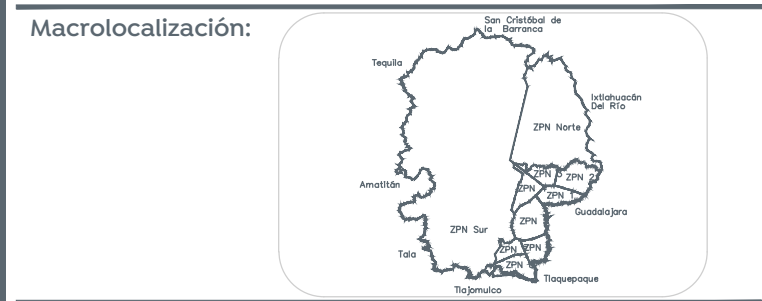 Macrolocalización:
San Cristóbal de
la Barranca
Tequila
Ixtlahuacán
Del Río
ZPN Norte
ZPN 3
ZPN 2
Amatitán
ZPN
ZPN 1
Guadalajara
ZPN
ZPN Sur
ZPN
ZPN
Tala
ZPN
Tlaquepaque
Tlajomulco